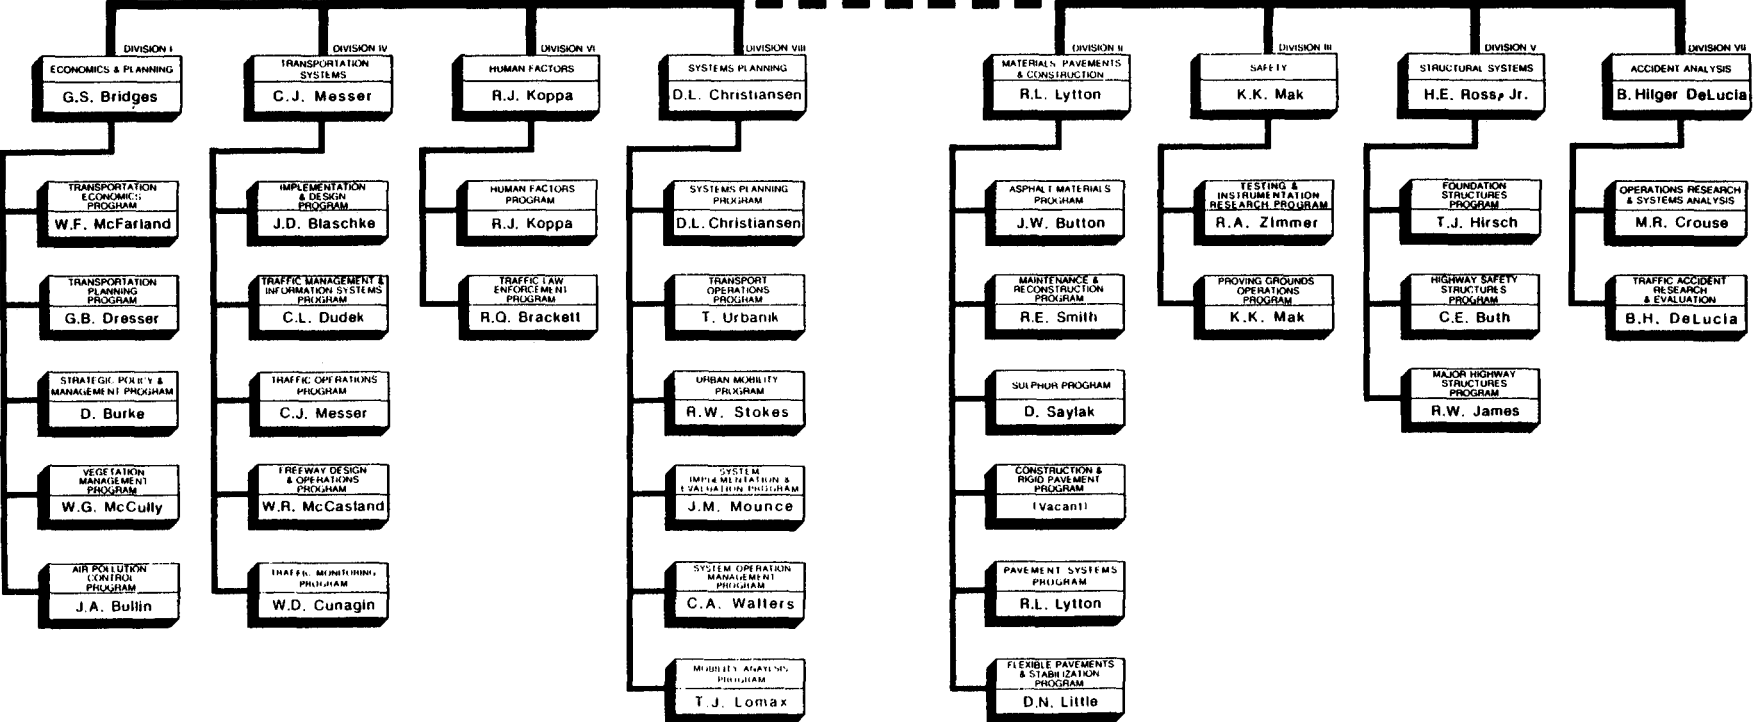 DIVISION I
ECONOMICS & PLANNING
G.S. Bridges
TRANSPORTATION
ECONOMICS
PROGRAM
W.F. McFarland
TRANSPORTATION
PLANNING
PROGRAM
G.B. Dresser
STRATEGIC POLICY &
MANAGEMENT PROGRAM
D. Burke
VEGETATION
MANAGEMENT
PROGRAM
W.G. McCully
AIR POLLUTION
CONTROL
PROGRAM
J.A. Bullin
DIVISION IV
TRANSPORTATION
SYSTEMS
C.J. Messer
IMPLEMENTATION
& DESIGN
PROGRAM
J.D. Blaschke
TRAFFIC MANAGEMENT &
INFORMATION SYSTEMS
PROGRAM
C.L. Dudek
TRAFFIC OPERATIONS
PROGRAM
C.J. Messer
FREEWAY DESIGN
& OPERATIONS
PROGRAM
W.R. McCasland
TRAFFIC MONITORING
PROGRAM
W.D. Cunagin
DIVISION VI
HUMAN FACTORS
R.J. Koppa
HUMAN FACTORS
PROGRAM
R.J. Koppa
TRAFFIC LAW
ENFORCEMENT
PROGRAM
R.Q. Brackett
DIVISION VIII
SYSTEMS PLANNING
D.L. Christiansen
SYSTEMS PLANNING
PROGRAM
D.L. Christiansen
TRANSPORT
OPERATIONS
PROGRAM
T. Urbanik
URBAN MOBILITY
PROGRAM
R.W. Stokes
SYSTEM
IMPLEMENTATION &
EVALUATION PROGRAM
J.M. Mounce
SYSTEM OPERATION
MANAGEMENT
PROGRAM
C.A. Walters
MOBILITY ANAYLSIS
PROGRAM
T.J. Lomax
DIVISION II
MATERIALS, PAVEMENTS
& CONSTRUCTION
R.L. Lytton
ASPHALT MATERIALS
PROGRAM
J.W. Button
MAINTENANCE &
RECONSTRUCTION
PROGRAM
R.E. Smith
SULPHUR PROGRAM
D. Saylak
CONSTRUCTION &
RIGID PAVEMENT
PROGRAM
(Vacant)
PAVEMENT SYSTEMS
PROGRAM
R.L. Lytton
FLEXIBLE PAVEMENTS
& STABILIZATION
PROGRAM
D.N. Little
DIVISION III
SAFETY
K.K. Mak
TESTING &
INSTRUMENTATION
RESEARCH PROGRAM
R.A. Zimmer
PROVING GROUNDS
OPERATIONS
PROGRAM
K.K. Mak
DIVISION V
STRUCTURAL SYSTEMS
H.E. Ross, Jr.
FOUNDATION
STRUCTURES
PROGRAM
T.J. Hirsch
HIGHWAY SAFETY
STRUCTURES
PROGRAM
C.E. Buth
MAJOR HIGHWAY
STRUCTURES
PROGRAM
R.W. James
DIVISION VII
ACCIDENT ANALYSIS
B. Hilger DeLucia
OPERATIONS RESEARCH
& SYSTEMS ANALYSIS
M.R. Crouse
TRAFFIC ACCIDENT
RESEARCH
& EVALUATION
B.H. DeLucia